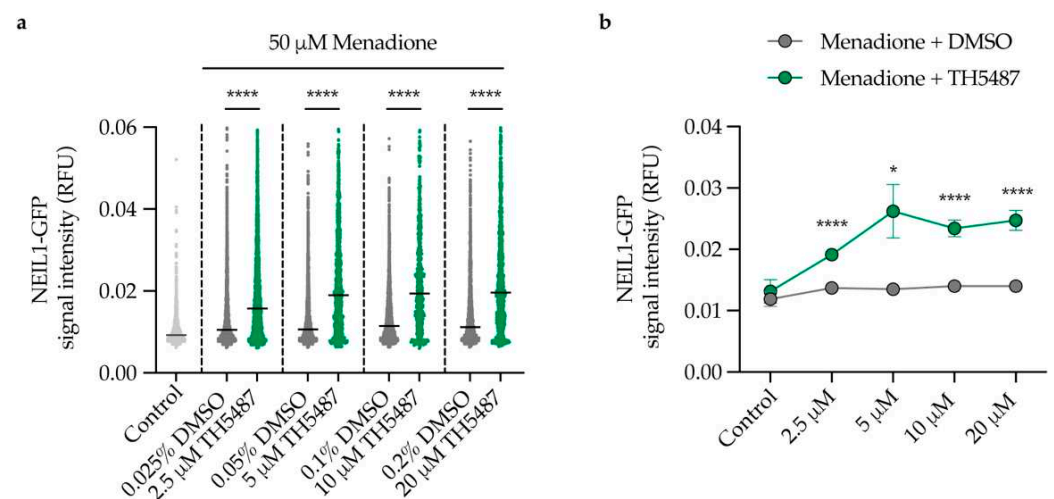 a
50 μM Menadione
**** **** **** ****
NEIL1-GFP
signal intensity (RFU)
0.06
0.04
0.02
0.00
Control
0.025% DMSO
2.5 μM TH5487
0.05% DMSO
5 μM TH5487
0.1% DMSO
10 μM TH5487
0.2% DMSO
20 μM TH5487
b
Menadione + DMSO
Menadione + TH5487
NEIL1-GFP
signal intensity (RFU)
0.04
0.03
0.02
0.01
0.00
****
*
****
****
Control
2.5 μM
5 μM
10 μM
20 μM